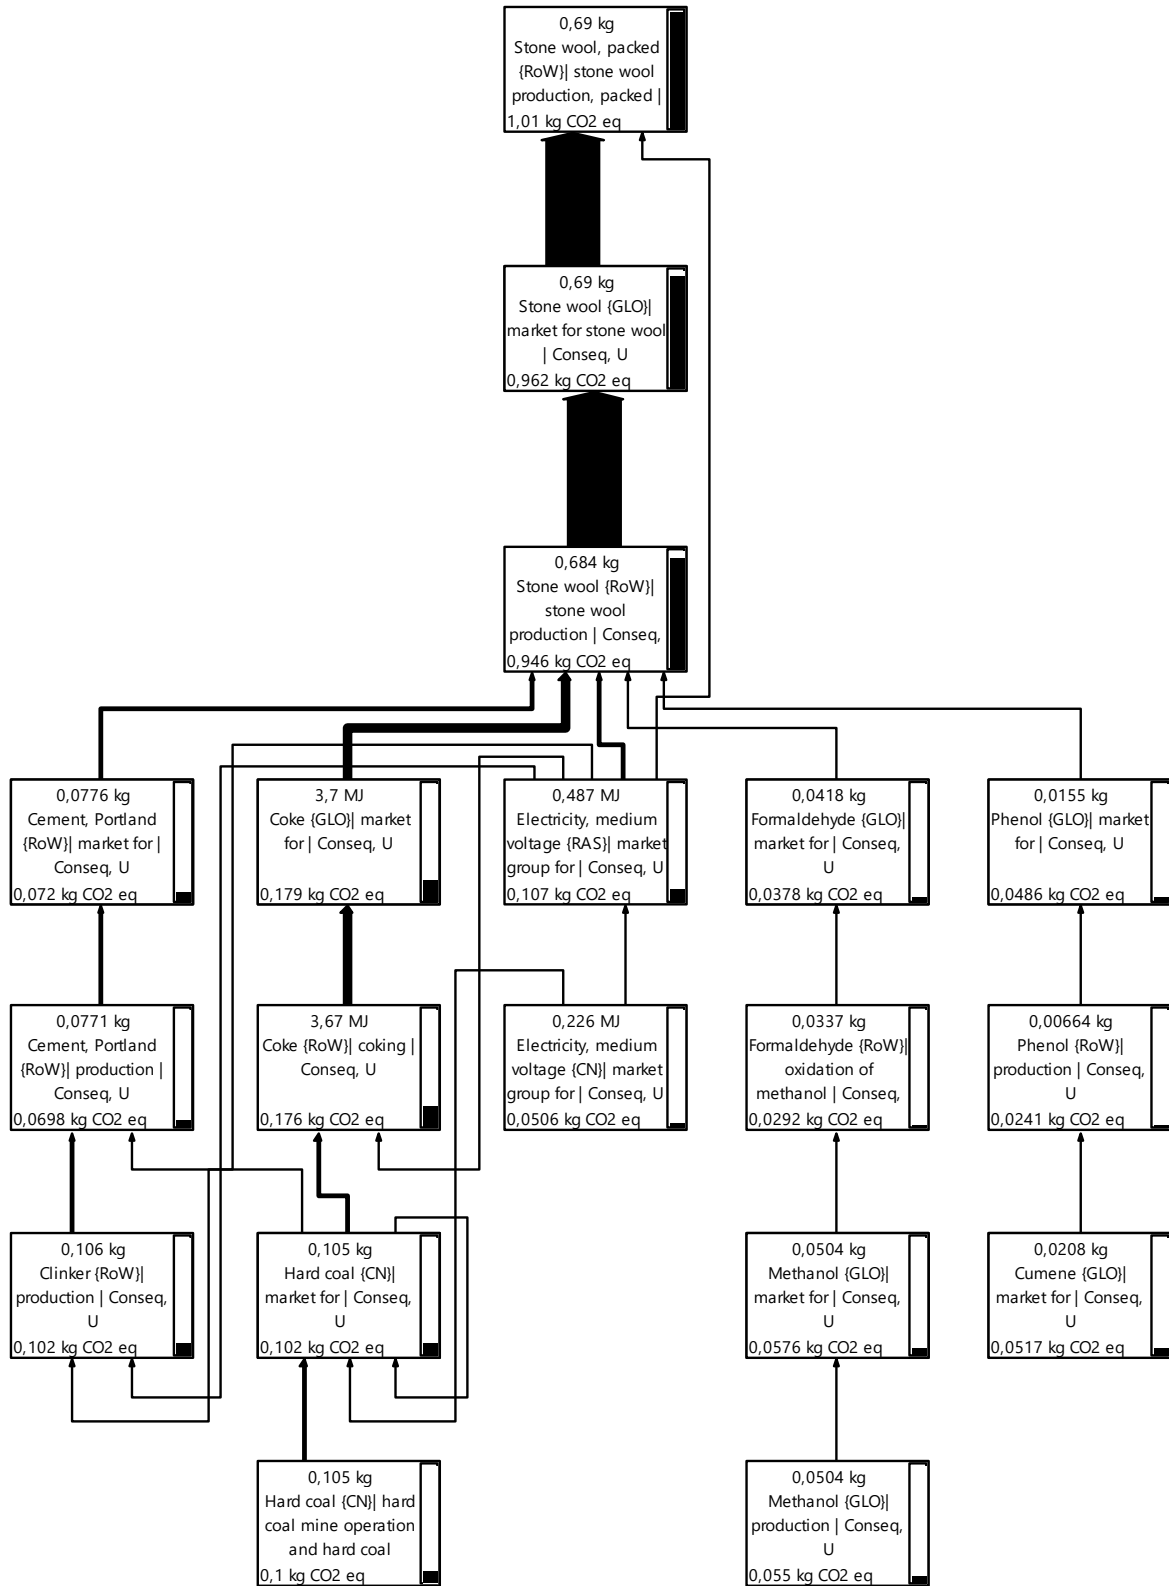 0,69 kg
Stone wool, packed
{RoW}| stone wool
production, packed |
1,01 kg CO2 eq
0,69 kg
Stone wool {GLO}|
market for stone wool
| Conseq, U
0,962 kg CO2 eq
0,684 kg
Stone wool {RoW}|
stone wool
production | Conseq,
0,946 kg CO2 eq
0,0776 kg
Cement, Portland
{RoW}| market for |
Conseq, U
0,072 kg CO2 eq
3,7 MJ
Coke {GLO}| market
for | Conseq, U
0,179 kg CO2 eq
0,487 MJ
Electricity, medium
voltage {RAS}| market
group for | Conseq, U
0,107 kg CO2 eq
0,0418 kg
Formaldehyde {GLO}|
market for | Conseq,
U
0,0378 kg CO2 eq
0,0155 kg
Phenol {GLO}| market
for | Conseq, U
0,0486 kg CO2 eq
0,0771 kg
Cement, Portland
{RoW}| production |
Conseq, U
0,0698 kg CO2 eq
3,67 MJ
Coke {RoW}| coking |
Conseq, U
0,176 kg CO2 eq
0,226 MJ
Electricity, medium
voltage {CN}| market
group for | Conseq, U
0,0506 kg CO2 eq
0,0337 kg
Formaldehyde {RoW}|
oxidation of
methanol | Conseq,
0,0292 kg CO2 eq
0,00664 kg
Phenol {RoW}|
production | Conseq,
U
0,0241 kg CO2 eq
0,106 kg
Clinker {RoW}|
production | Conseq,
U
0,102 kg CO2 eq
0,105 kg
Hard coal {CN}|
market for | Conseq,
U
0,102 kg CO2 eq
0,0504 kg
Methanol {GLO}|
market for | Conseq,
U
0,0576 kg CO2 eq
0,0208 kg
Cumene {GLO}|
market for | Conseq,
U
0,0517 kg CO2 eq
0,105 kg
Hard coal {CN}| hard
coal mine operation
and hard coal
0,1 kg CO2 eq
0,0504 kg
Methanol {GLO}|
production | Conseq,
U
0,055 kg CO2 eq